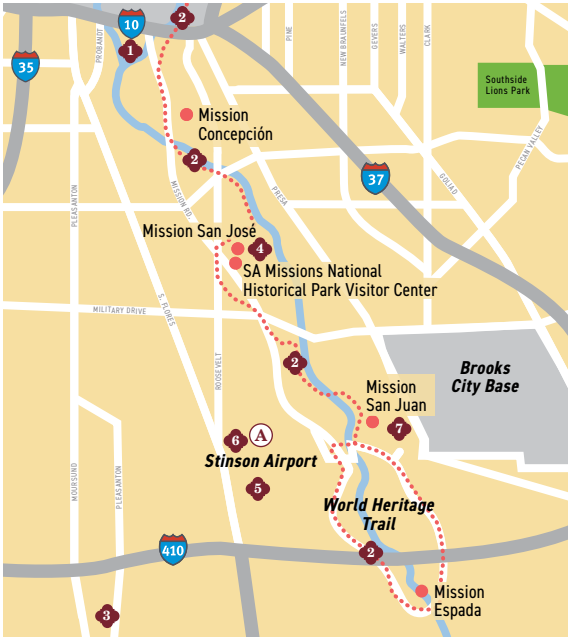 2
10
1
35
PROBANDT
PINE
NEW BRAUNFELS
GEVERS
WALTERS
CLARK
Southside
Lions Park
Mission
Concepción
2
PECAN VALLEY
37
GOLIAD
MISSION RD.
PRESA
PLEASANTON
Mission San José
4
SA Missions National
Historical Park Visitor Center
S. FLORES
MILITARY DRIVE
ROOSEVELT
2
Brooks
City Base
Mission
San Juan
7
6
A
Stinson Airport
5
MOURSUND
PLEASANTON
World Heritage
Trail
410
2
Mission
Espada
3